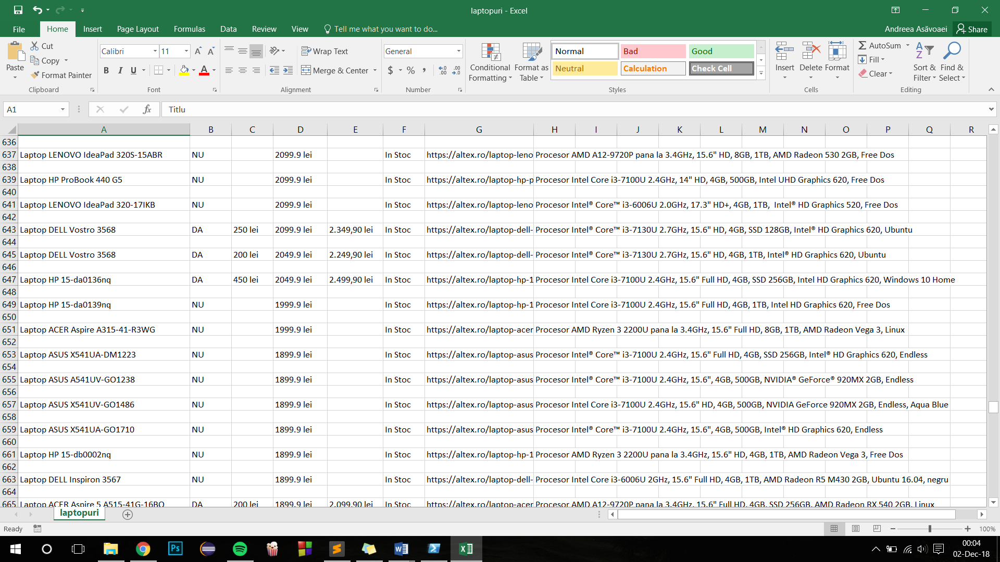 laptopuri - Excel
File Home Insert Page Layout Formulas Data Review View Tell me what you want to do... Andreea Asăvoaei Share
Paste Cut Copy Format Painter Clipboard
Calibri 11 B I U A A Font
Wrap Text Merge & Center Alignment
General $ % , Number
Conditional Formatting Format as Table
Normal Bad Good
Neutral Calculation Check Cell
Styles
Insert Delete Format Cells
AutoSum Fill Clear Sort & Filter Find & Select Editing
A1 fx Titlu
A B C D E F G H I J K L M N O P Q R
636
637 Laptop LENOVO IdeaPad 320S-15ABR NU 2099.9 lei In Stoc https://altex.ro/laptop-leno Procesor AMD A12-9720P pana la 3.4GHz, 15.6" HD, 8GB, 1TB, AMD Radeon 530 2GB, Free Dos
638
639 Laptop HP ProBook 440 G5 NU 2099.9 lei In Stoc https://altex.ro/laptop-hp-p Procesor Intel Core i3-7100U 2.4GHz, 14" HD, 4GB, 500GB, Intel UHD Graphics 620, Free Dos
640
641 Laptop LENOVO IdeaPad 320-17IKB NU 2099.9 lei In Stoc https://altex.ro/laptop-leno Procesor Intel® Core™ i3-6006U 2.0GHz, 17.3" HD+, 4GB, 1TB,  Intel® HD Graphics 520, Free Dos
642
643 Laptop DELL Vostro 3568 DA 250 lei 2099.9 lei 2.349,90 lei In Stoc https://altex.ro/laptop-dell- Procesor Intel® Core™ i3-7130U 2.7GHz, 15.6" HD, 4GB, SSD 128GB, Intel® HD Graphics 620, Ubuntu
644
645 Laptop DELL Vostro 3568 DA 200 lei 2049.9 lei 2.249,90 lei In Stoc https://altex.ro/laptop-dell- Procesor Intel® Core™ i3-7130U 2.7GHz, 15.6" HD, 4GB, 1TB, Intel® HD Graphics 620, Ubuntu
646
647 Laptop HP 15-da0136nq DA 450 lei 2049.9 lei 2.499,90 lei In Stoc https://altex.ro/laptop-hp-1 Procesor Intel Core i3-7100U 2.4GHz, 15.6" Full HD, 4GB, SSD 256GB, Intel HD Graphics 620, Windows 10 Home
648
649 Laptop HP 15-da0139nq NU 1999.9 lei In Stoc https://altex.ro/laptop-hp-1 Procesor Intel Core i3-7100U 2.4GHz, 15.6" Full HD, 4GB, 1TB, Intel HD Graphics 620, Free Dos
650
651 Laptop ACER Aspire A315-41-R3WG NU 1999.9 lei In Stoc https://altex.ro/laptop-acer Procesor AMD Ryzen 3 2200U pana la 3.4GHz, 15.6" Full HD, 8GB, 1TB, AMD Radeon Vega 3, Linux
652
653 Laptop ASUS X541UA-DM1223 NU 1899.9 lei In Stoc https://altex.ro/laptop-asus Procesor Intel® Core™ i3-7100U 2.4GHz, 15.6" Full HD, 4GB, SSD 256GB, Intel® HD Graphics 620, Endless
654
655 Laptop ASUS A541UV-GO1238 NU 1899.9 lei In Stoc https://altex.ro/laptop-asus Procesor Intel® Core™ i3-7100U 2.4GHz, 15.6", 4GB, 500GB, NVIDIA® GeForce® 920MX 2GB, Endless
656
657 Laptop ASUS X541UV-GO1486 NU 1899.9 lei In Stoc https://altex.ro/laptop-asus Procesor Intel Core i3-7100U 2.4GHz, 15.6" HD, 4GB, 500GB, NVIDIA GeForce 920MX 2GB, Endless, Aqua Blue
658
659 Laptop ASUS X541UA-GO1710 NU 1899.9 lei In Stoc https://altex.ro/laptop-asus Procesor Intel® Core™ i3-7100U 2.4GHz, 15.6", 4GB, 500GB, Intel® HD Graphics 620, Endless
660
661 Laptop HP 15-db0002nq NU 1899.9 lei In Stoc https://altex.ro/laptop-hp-1 Procesor AMD Ryzen 3 2200U pana la 3.4GHz, 15.6" HD, 4GB, 1TB, AMD Radeon Vega 3, Free Dos
662
663 Laptop DELL Inspiron 3567 NU 1899.9 lei In Stoc https://altex.ro/laptop-dell- Procesor Intel Core i3-6006U 2GHz, 15.6" Full HD, 4GB, 1TB, AMD Radeon R5 M430 2GB, Ubuntu 16.04, negru
664
665 Laptop ACER Aspire 5 A515-41G-16BQ DA 200 lei 1899.9 lei 2.099,90 lei In Stoc https://altex.ro/laptop-acer Procesor AMD A12-9720P pana la 3.4GHz, 15.6" Full HD, 4GB, SSD 256GB, AMD Radeon RX 540 2GB, Linux
laptopuri
Ready 100%
Ps
00:04
02-Dec-18